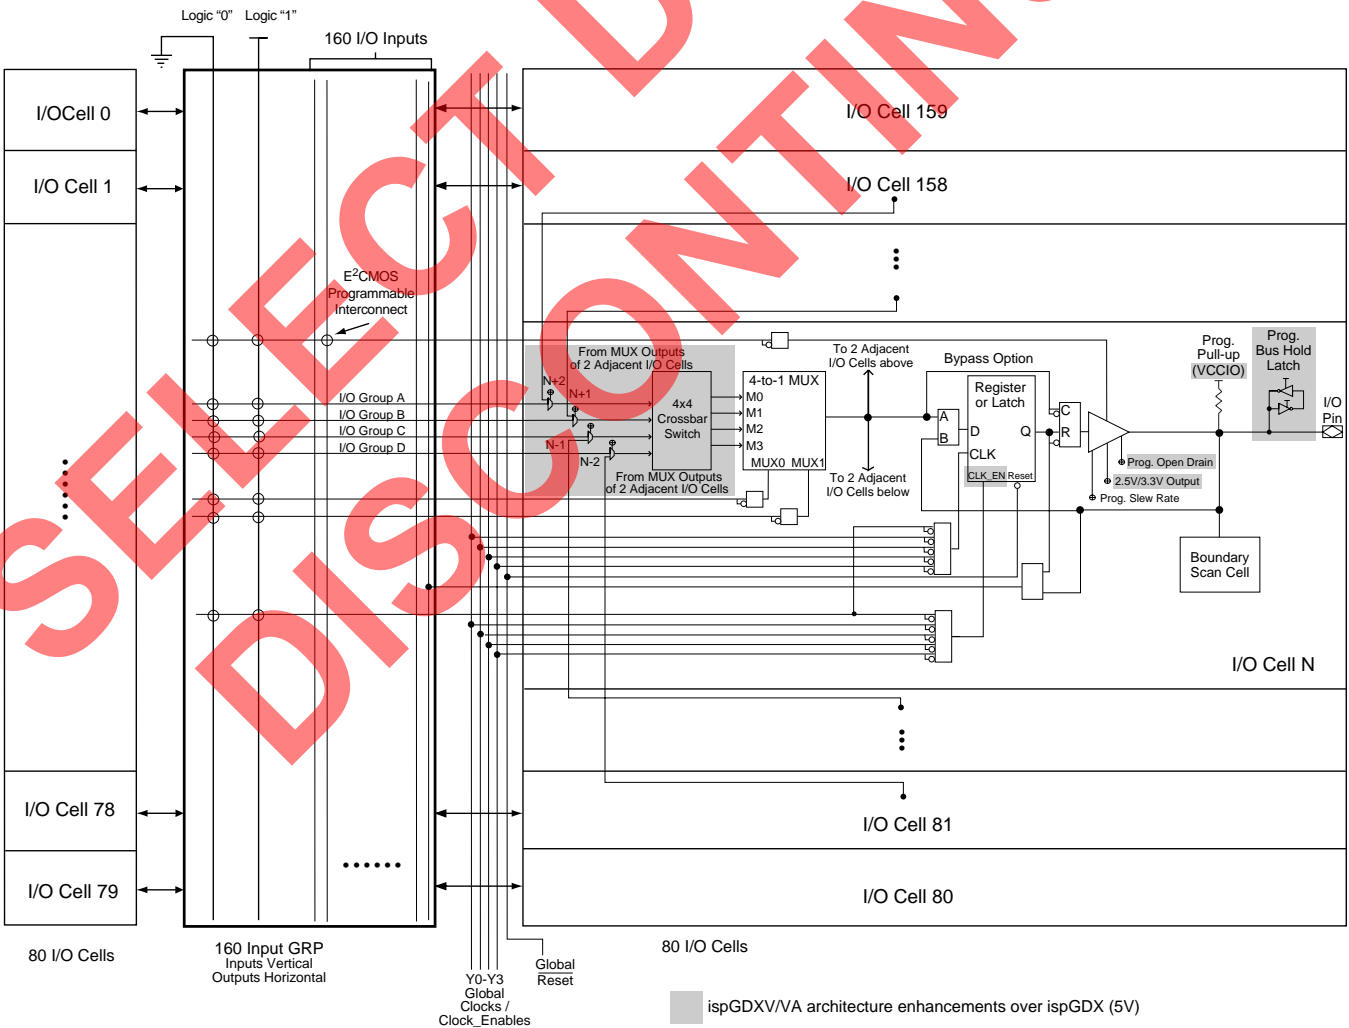 Logic “0” Logic “1”
160 I/O Inputs
SELECT D
DISCONTIN
I/OCell 0
I/O Cell 159
I/O Cell 1
I/O Cell 158
E²CMOS
Programmable
Interconnect
From MUX Outputs
of 2 Adjacent I/O Cells
To 2 Adjacent
I/O Cells above
Bypass Option
Prog.
Pull-up
(VCCIO)
Prog.
Bus Hold
Latch
N+2
N+1
4-to-1 MUX
Register
or Latch
I/O Group A
I/O Group B
I/O Group C
I/O Group D
4x4
Crossbar
Switch
M0
M1
M2
M3
MUX0 MUX1
A
B
D
Q
CLK
CLK_EN Reset
C
R
I/O
Pin
N-1
N-2
From MUX Outputs
of 2 Adjacent I/O Cells
To 2 Adjacent
I/O Cells below
Prog. Open Drain
2.5V/3.3V Output
Prog. Slew Rate
Boundary
Scan Cell
I/O Cell N
I/O Cell 78
I/O Cell 81
I/O Cell 79
I/O Cell 80
80 I/O Cells
160 Input GRP
Inputs Vertical
Outputs Horizontal
80 I/O Cells
Y0-Y3
Global
Clocks /
Clock_Enables
Global
Reset
ispGDXV/VA architecture enhancements over ispGDX (5V)